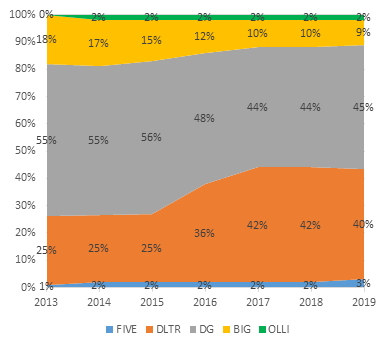 100% 0% 2% 2% 2% 2% 2% 2%
90% 18% 17% 15% 12% 10% 10% 9%
80%
70%
60%
50% 55% 55% 56% 48% 44% 44% 45%
40%
30%
20% 25% 25% 25% 36% 42% 42% 40%
10%
0% 1% 2% 2% 2% 2% 2% 3%
2013 2014 2015 2016 2017 2018 2019
FIVE DLTR DG BIG OLLI